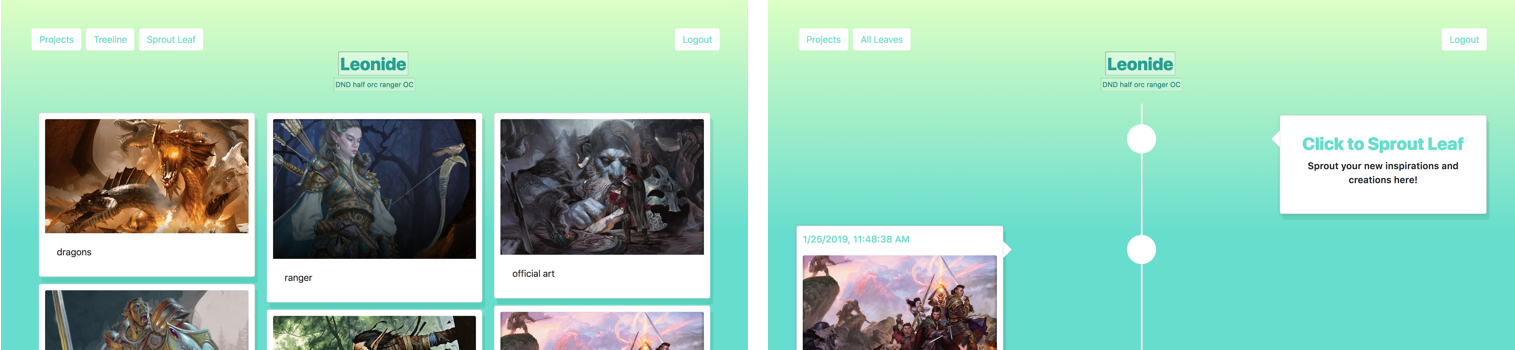 Projects
Treeline
Sprout Leaf
Logout
Leonide
DND half orc ranger OC
dragons
ranger
official art
Projects
All Leaves
Logout
Leonide
DND half orc ranger OC
Click to Sprout Leaf
Sprout your new inspirations and
creations here!
1/25/2019, 11:48:38 AM